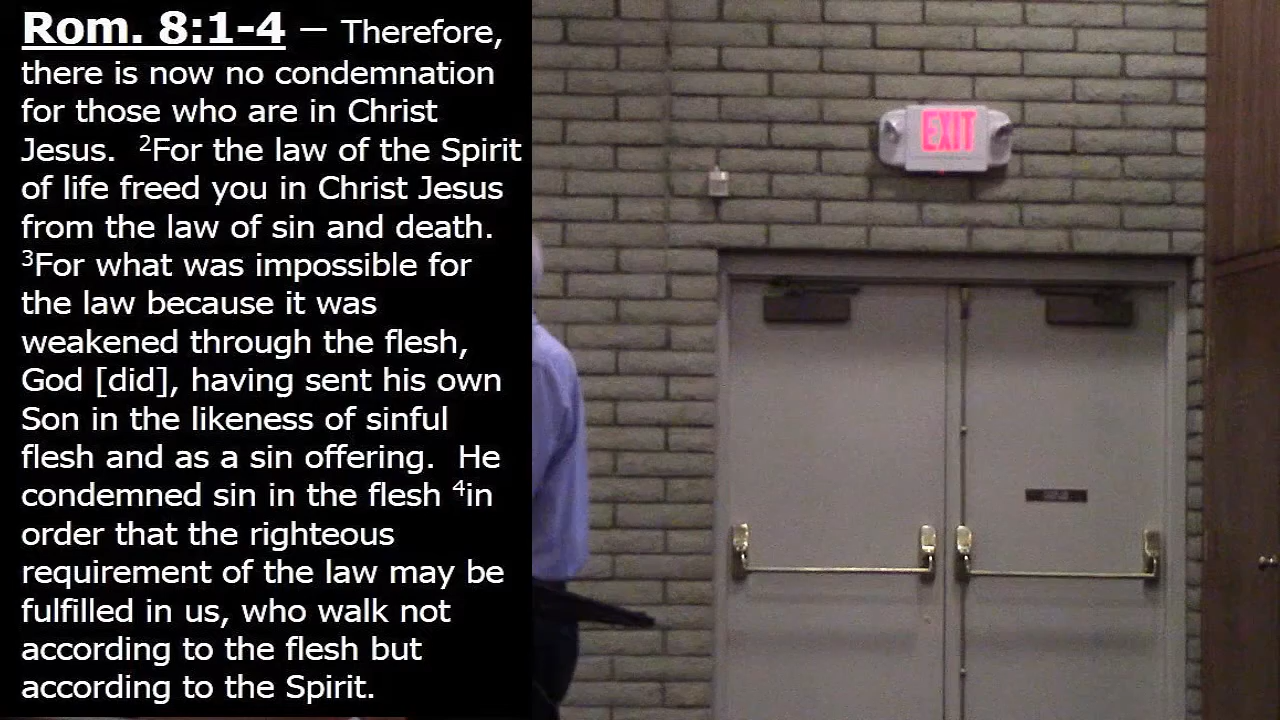 Rom. 8:1-4 – Therefore,
there is now no condemnation
for those who are in Christ
Jesus.  ²For the law of the Spirit
of life freed you in Christ Jesus
from the law of sin and death.
³For what was impossible for
the law because it was
weakened through the flesh,
God [did], having sent his own
Son in the likeness of sinful
flesh and as a sin offering.  He
condemned sin in the flesh ⁴in
order that the righteous
requirement of the law may be
fulfilled in us, who walk not
according to the flesh but
according to the Spirit.
EXIT